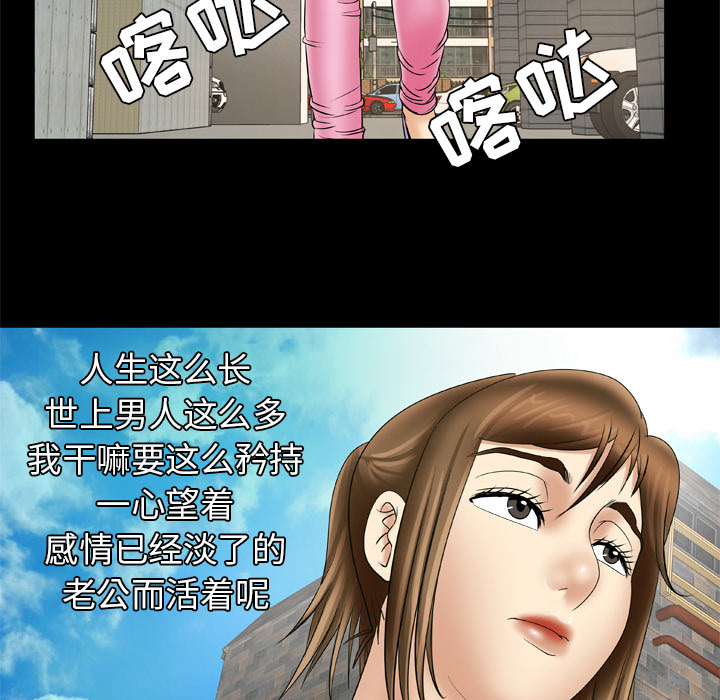 喀哒
喀哒
人生这么长
世上男人这么多
我干嘛要这么矜持
一心望着
感情已经淡了的
老公而活着呢